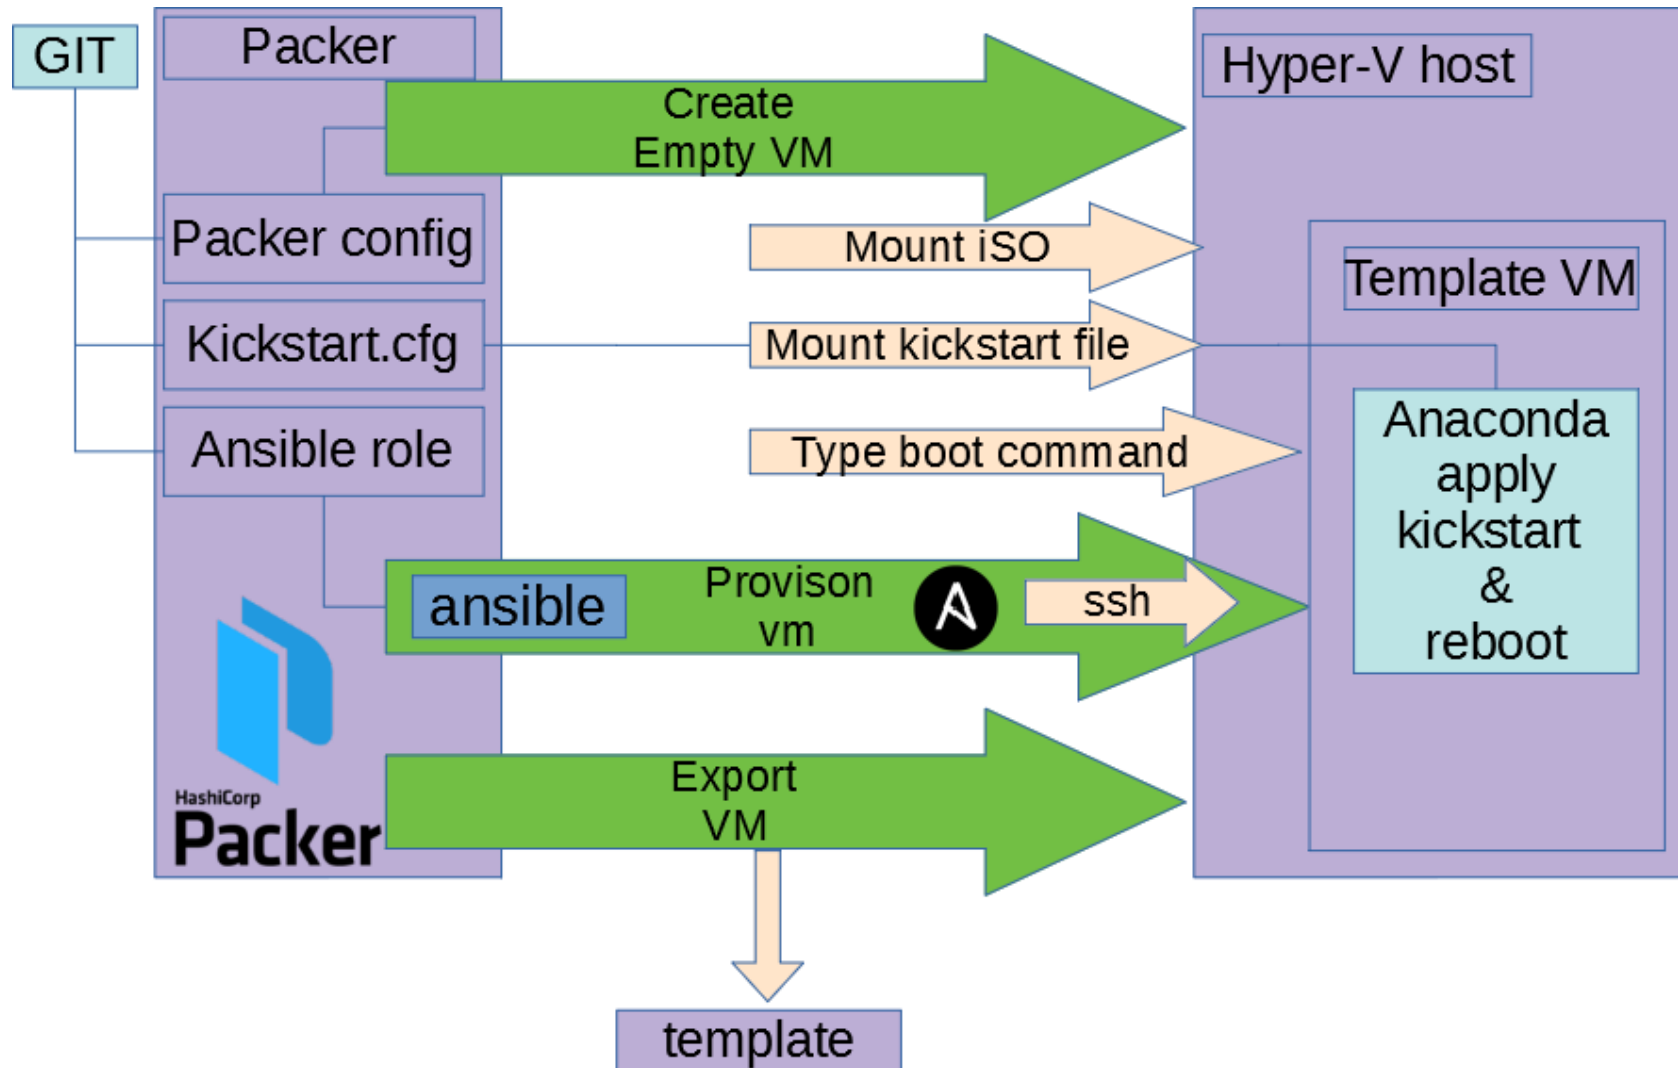 GIT
Packer
Hyper-V host
Create
Empty VM
Packer config
Mount iSO
Template VM
Kickstart.cfg
Mount kickstart file
Ansible role
Type boot command
Anaconda
apply
kickstart
&
reboot
ansible
Provison
vm
ssh
HashiCorp
Packer
Export
VM
template